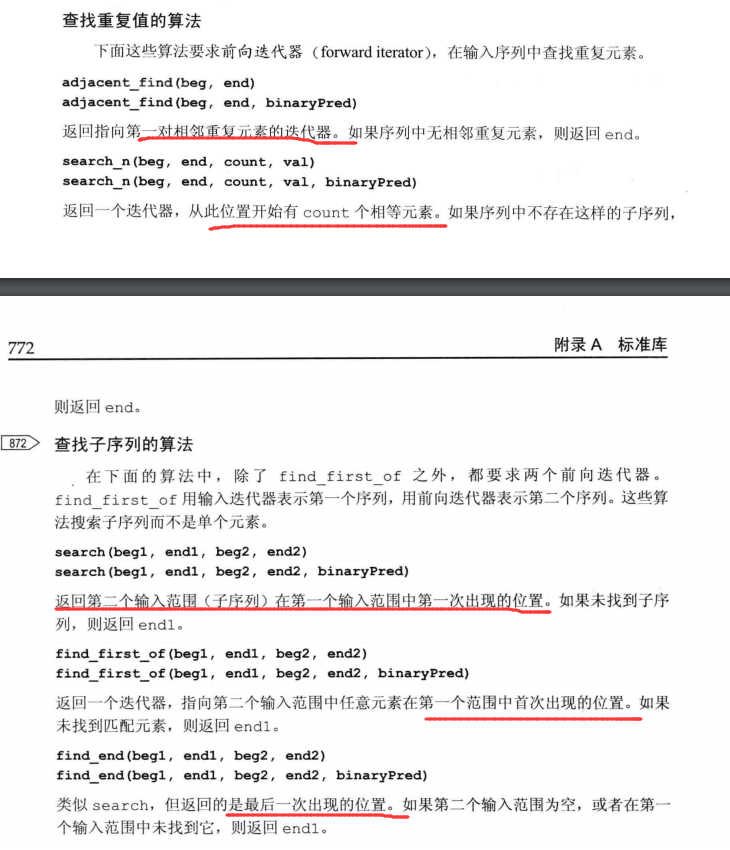 查找重复值的算法
下面这些算法要求前向迭代器（forward iterator），在输入序列中查找重复元素。
adjacent_find(beg, end)
adjacent_find(beg, end, binaryPred)
返回指向第一对相邻重复元素的迭代器。如果序列中无相邻重复元素，则返回 end。
search_n(beg, end, count, val)
search_n(beg, end, count, val, binaryPred)
返回一个迭代器，从此位置开始有 count 个相等元素。如果序列中不存在这样的子序列，
772
附录 A 标准库
则返回 end。
872
查找子序列的算法
在下面的算法中，除了 find_first_of 之外，都要求两个前向迭代器。
find_first_of 用输入迭代器表示第一个序列，用前向迭代器表示第二个序列。这些算
法搜索子序列而不是单个元素。
search(beg1, end1, beg2, end2)
search(beg1, end1, beg2, end2, binaryPred)
返回第二个输入范围（子序列）在第一个输入范围中第一次出现的位置。如果未找到子序
列，则返回 end1。
find_first_of(beg1, end1, beg2, end2)
find_first_of(beg1, end1, beg2, end2, binaryPred)
返回一个迭代器，指向第二个输入范围中任意元素在第一个范围中首次出现的位置。如果
未找到匹配元素，则返回 end1。
find_end(beg1, end1, beg2, end2)
find_end(beg1, end1, beg2, end2, binaryPred)
类似 search，但返回的是最后一次出现的位置。如果第二个输入范围为空，或者在第一
个输入范围中未找到它，则返回 end1。